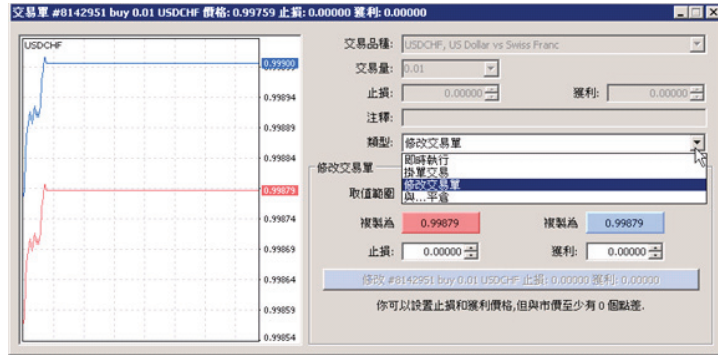 交易單 #8142951 buy 0.01 USDCHF 價格: 0.99759 止損: 0.00000 獲利: 0.00000
USDCHF
0.99900
0.99894
0.99889
0.99884
0.99879
0.99874
0.99869
0.99864
0.99859
0.99854
交易品種: USDCHF, US Dollar vs Swiss Franc
交易量: 0.01
止損: 0.00000 獲利: 0.00000
注釋:
類型: 修改交易單
即時執行
掛單交易
修改交易單
與...平倉
修改交易單
取值範圍
複製為 0.99879 複製為 0.99879
止損: 0.00000 獲利: 0.00000
修改 #8142951 buy 0.01 USDCHF 止損: 0.00000 獲利: 0.00000
你可以設置止損和獲利價格,但與市價至少有 0 個點差.